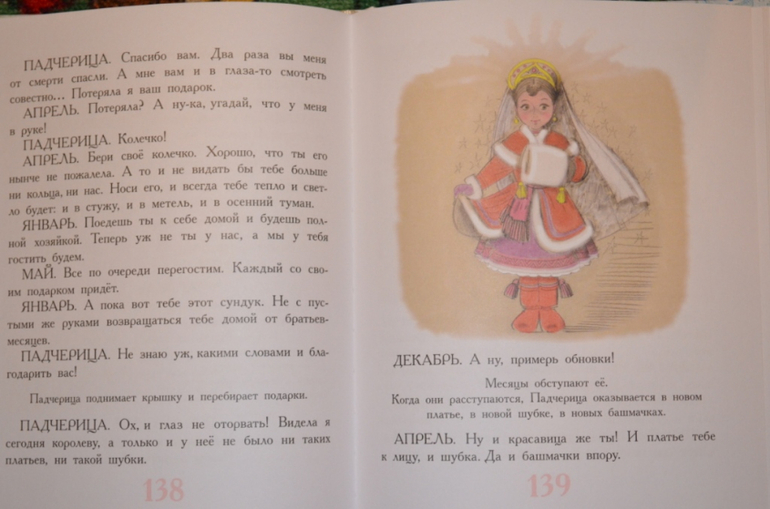 ПАДЧЕРИЦА. Спасибо вам. Два раза вы меня
от смерти спасли. А мне вам и в глаза-то смотреть
совестно... Потеряла я ваш подарок.
АПРЕЛЬ. Потеряла? А ну-ка, угадай, что у меня
в руке!
ПАДЧЕРИЦА. Колечко!
АПРЕЛЬ. Бери своё колечко. Хорошо, что ты его
нынче не пожалела. А то и не видать бы тебе больше
ни кольца, ни нас. Носи его, и всегда тебе тепло и свет-
ло будет: и в стужу, и в метель, и в осенний туман.
ЯНВАРЬ. Поедешь ты к себе домой и будешь пол-
ной хозяйкой. Теперь уж не ты у нас, а мы у тебя
гостить будем.
МАЙ. Все по очереди перегостим. Каждый со сво-
им подарком придёт.
ЯНВАРЬ. А пока вот тебе этот сундук. Не с пус-
тыми же руками возвращаться тебе домой от братьев-
месяцев.
ПАДЧЕРИЦА. Не знаю уж, какими словами и бла-
годарить вас!
Падчерица поднимает крышку и перебирает подарки.
ПАДЧЕРИЦА. Ох, и глаз не оторвать! Видела я
сегодня королеву, а только и у неё не было ни таких
платьев, ни такой шубки.
138
ДЕКАБРЬ. А ну, примерь обновки!
Месяцы обступают её.
Когда они расступаются, Падчерица оказывается в новом
платье, в новой шубке, в новых башмачках.
АПРЕЛЬ. Ну и красавица же ты! И платье тебе
к лицу, и шубка. Да и башмачки впору.
139